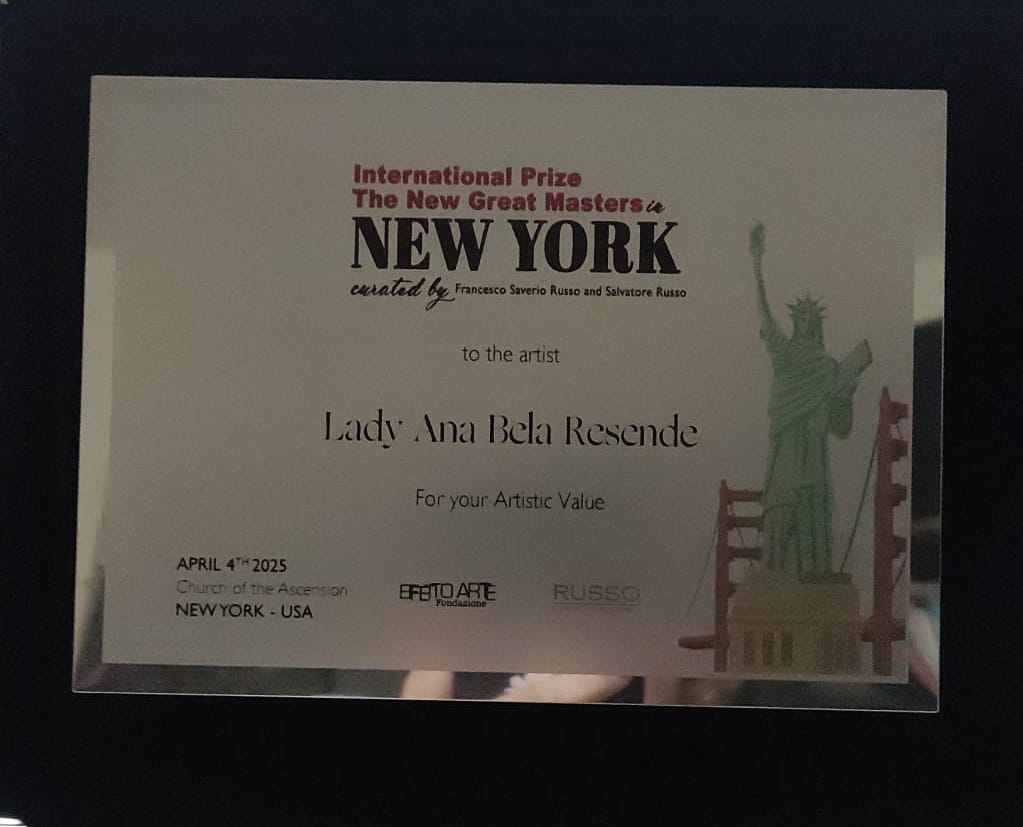 International Prize
The New Great Masters in
NEW YORK
curated by Francesco Saverio Russo and Salvatore Russo
to the artist
Lady Ana Bela Resende
For your Artistic Value
APRIL 4TH 2025
Church of the Ascension
NEW YORK - USA
EFFETTO ARTE
Fondazione
RUSSO